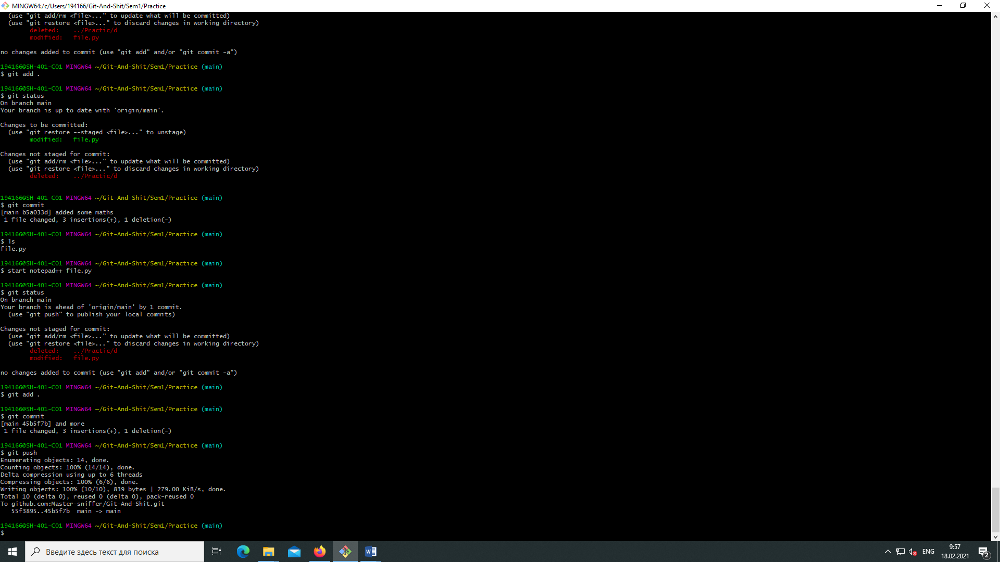 MINGW64:/c/Users/194166/Git-And-Shit/Sem1/Practice
  (use "git add/rm <file>..." to update what will be committed)
  (use "git restore <file>..." to discard changes in working directory)
        deleted:    ../Practic/d
        modified:   file.py

no changes added to commit (use "git add" and/or "git commit -a")

194166@SH-401-C01 MINGW64 ~/Git-And-Shit/Sem1/Practice (main)
$ git add .

194166@SH-401-C01 MINGW64 ~/Git-And-Shit/Sem1/Practice (main)
$ git status
On branch main
Your branch is up to date with 'origin/main'.

Changes to be committed:
  (use "git restore --staged <file>..." to unstage)
        modified:   file.py

Changes not staged for commit:
  (use "git add/rm <file>..." to update what will be committed)
  (use "git restore <file>..." to discard changes in working directory)
        deleted:    ../Practic/d


194166@SH-401-C01 MINGW64 ~/Git-And-Shit/Sem1/Practice (main)
$ git commit
[main b5a033d] added some maths
 1 file changed, 3 insertions(+), 1 deletion(-)

194166@SH-401-C01 MINGW64 ~/Git-And-Shit/Sem1/Practice (main)
$ ls
file.py

194166@SH-401-C01 MINGW64 ~/Git-And-Shit/Sem1/Practice (main)
$ start notepad++ file.py

194166@SH-401-C01 MINGW64 ~/Git-And-Shit/Sem1/Practice (main)
$ git status
On branch main
Your branch is ahead of 'origin/main' by 1 commit.
  (use "git push" to publish your local commits)

Changes not staged for commit:
  (use "git add/rm <file>..." to update what will be committed)
  (use "git restore <file>..." to discard changes in working directory)
        deleted:    ../Practic/d
        modified:   file.py

no changes added to commit (use "git add" and/or "git commit -a")

194166@SH-401-C01 MINGW64 ~/Git-And-Shit/Sem1/Practice (main)
$ git add .

194166@SH-401-C01 MINGW64 ~/Git-And-Shit/Sem1/Practice (main)
$ git commit
[main 45b5f7b] and more
 1 file changed, 3 insertions(+), 1 deletion(-)

194166@SH-401-C01 MINGW64 ~/Git-And-Shit/Sem1/Practice (main)
$ git push
Enumerating objects: 14, done.
Counting objects: 100% (14/14), done.
Delta compression using up to 6 threads
Compressing objects: 100% (6/6), done.
Writing objects: 100% (10/10), 839 bytes | 279.00 KiB/s, done.
Total 10 (delta 0), reused 0 (delta 0), pack-reused 0
To github.com:Master-sniffer/Git-And-Shit.git
   55f3895..45b5f7b  main -> main

194166@SH-401-C01 MINGW64 ~/Git-And-Shit/Sem1/Practice (main)
$
Введите здесь текст для поиска
ENG
9:57
18.02.2021
2